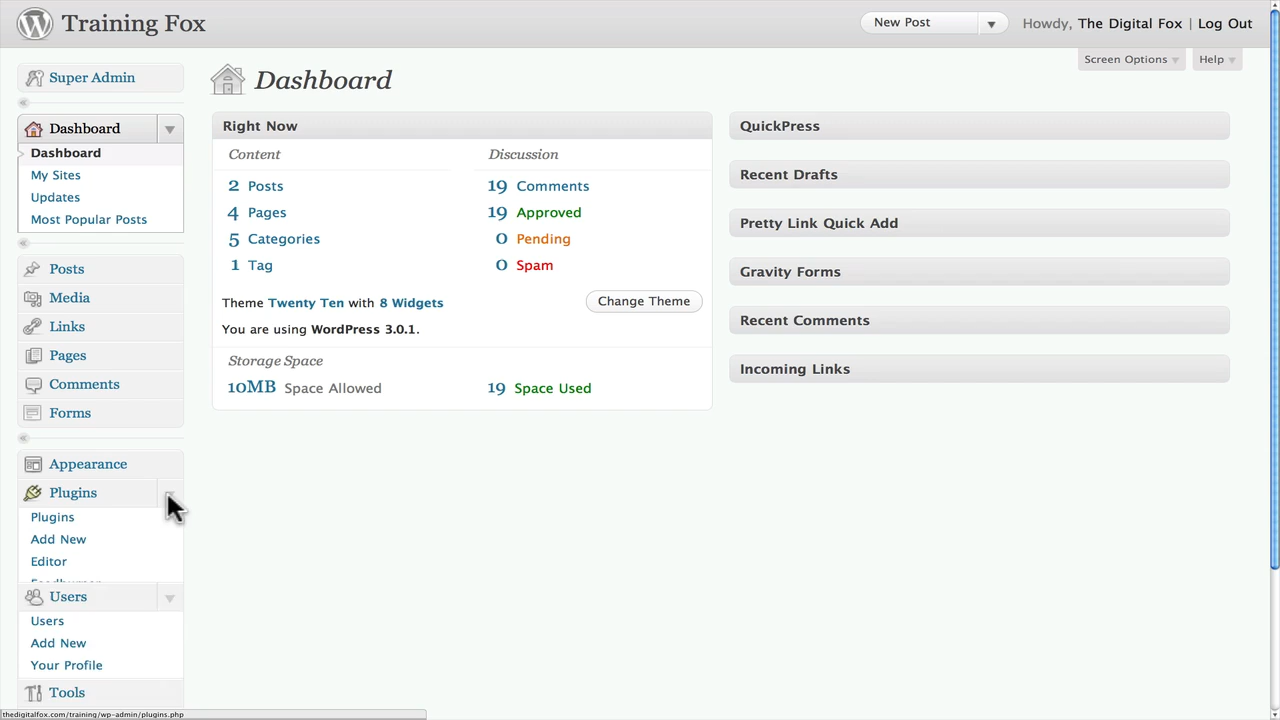 Training Fox
New Post
Howdy, The Digital Fox | Log Out
Screen Options
Help
Super Admin
Dashboard
Dashboard
My Sites
Updates
Most Popular Posts
Posts
Media
Links
Pages
Comments
Forms
Appearance
Plugins
Plugins
Add New
Editor
Feedburner
Users
Users
Add New
Your Profile
Tools
Dashboard
Right Now
Content
2 Posts
4 Pages
5 Categories
1 Tag
Discussion
19 Comments
19 Approved
0 Pending
0 Spam
Theme Twenty Ten with 8 Widgets
Change Theme
You are using WordPress 3.0.1.
Storage Space
10MB Space Allowed
19 Space Used
QuickPress
Recent Drafts
Pretty Link Quick Add
Gravity Forms
Recent Comments
Incoming Links
thedigitalfox.com/training/wp-admin/plugins.php